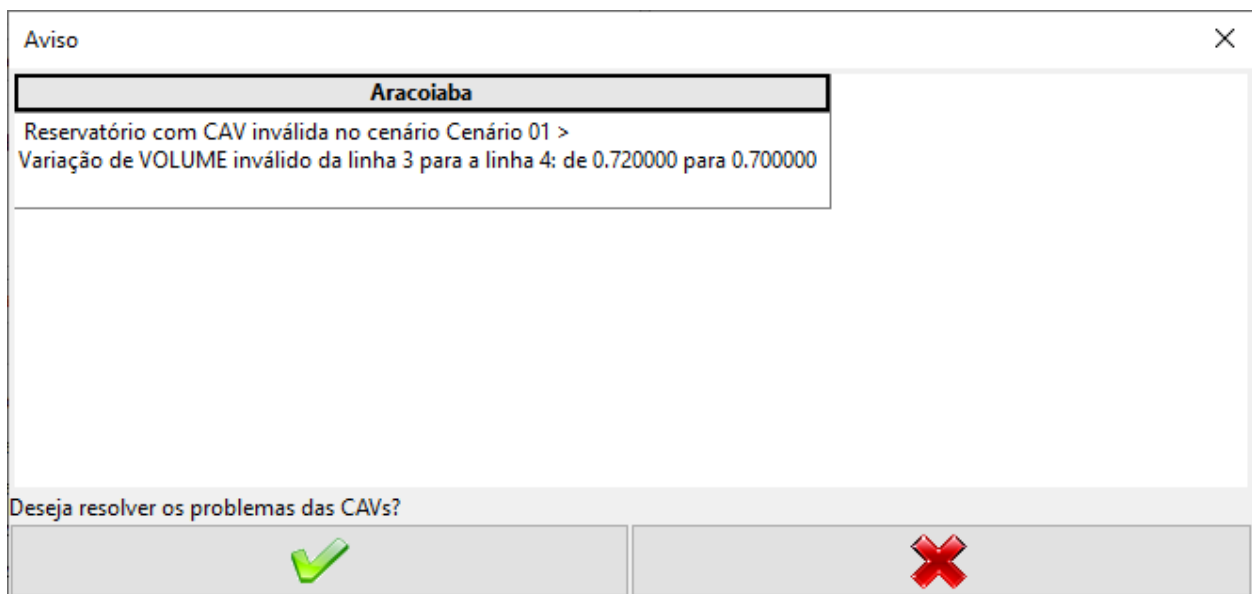 Aviso
Aracoiaba
Reservatório com CAV inválida no cenário Cenário 01 >
Variação de VOLUME inválido da linha 3 para a linha 4: de 0.720000 para 0.700000
Deseja resolver os problemas das CAVs?